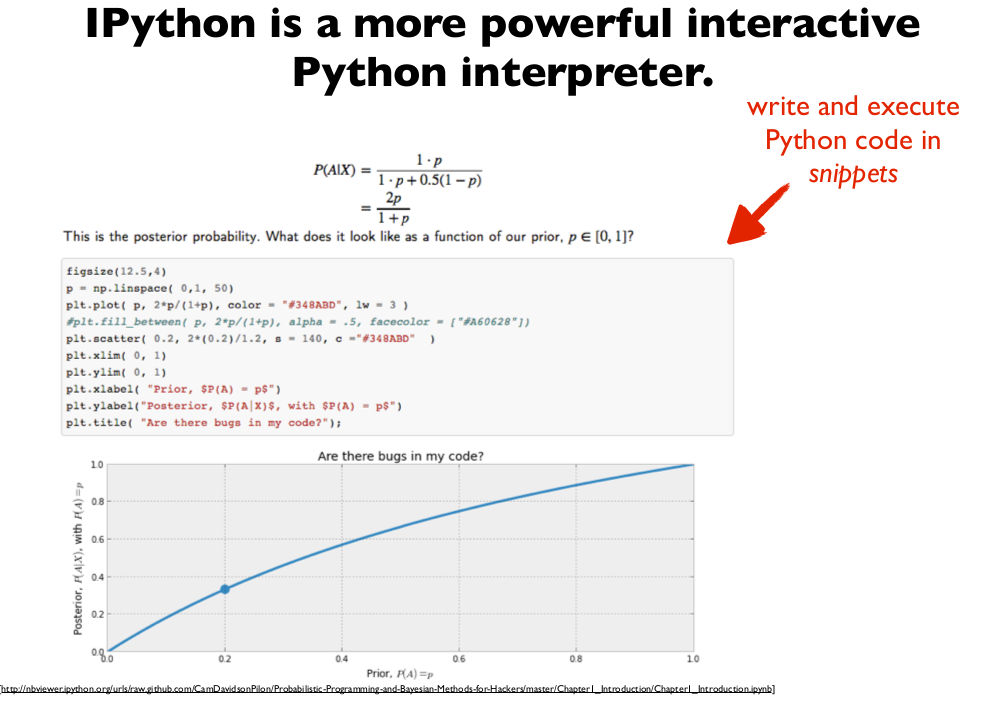 IPython is a more powerful interactive
Python interpreter.
write and execute
Python code in
snippets
P(A|X) = 1 · p / 1 · p + 0.5(1 − p)
= 2p / 1 + p
This is the posterior probability. What does it look like as a function of our prior, p ∈ [0, 1]?
figsize(12.5,4)
p = np.linspace( 0,1, 50)
plt.plot( p, 2*p/(1+p), color = "#348ABD", lw = 3 )
#plt.fill_between( p, 2*p/(1+p), alpha = .5, facecolor = ["#A60628"])
plt.scatter( 0.2, 2*(0.2)/1.2, s = 140, c ="#348ABD"  )
plt.xlim( 0, 1)
plt.ylim( 0, 1)
plt.xlabel( "Prior, $P(A) = p$")
plt.ylabel("Posterior, $P(A|X)$, with $P(A) = p$")
plt.title( "Are there bugs in my code?");
Are there bugs in my code?
Posterior, P(A|X), with P(A) = p
1.0
0.8
0.6
0.4
0.2
0.0
0.0 0.2 0.4 0.6 0.8 1.0
Prior, P(A) = p
[http://nbviewer.ipython.org/urls/raw.github.com/CamDavidsonPilon/Probabilistic-Programming-and-Bayesian-Methods-for-Hackers/master/Chapter1_Introduction/Chapter1_Introduction.ipynb]